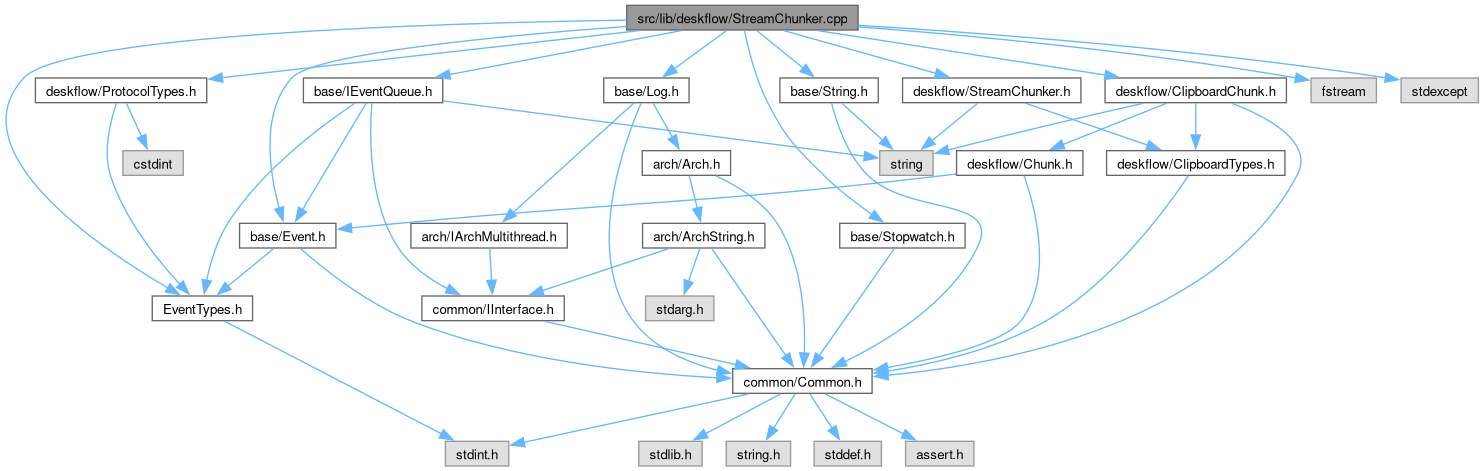 src/lib/deskflow/StreamChunker.cpp
deskflow/ProtocolTypes.h
base/IEventQueue.h
base/Log.h
base/String.h
deskflow/StreamChunker.h
deskflow/ClipboardChunk.h
fstream
stdexcept
cstdint
arch/Arch.h
string
deskflow/Chunk.h
deskflow/ClipboardTypes.h
base/Event.h
arch/IArchMultithread.h
arch/ArchString.h
base/Stopwatch.h
EventTypes.h
common/IInterface.h
stdarg.h
common/Common.h
stdint.h
stdlib.h
string.h
stddef.h
assert.h